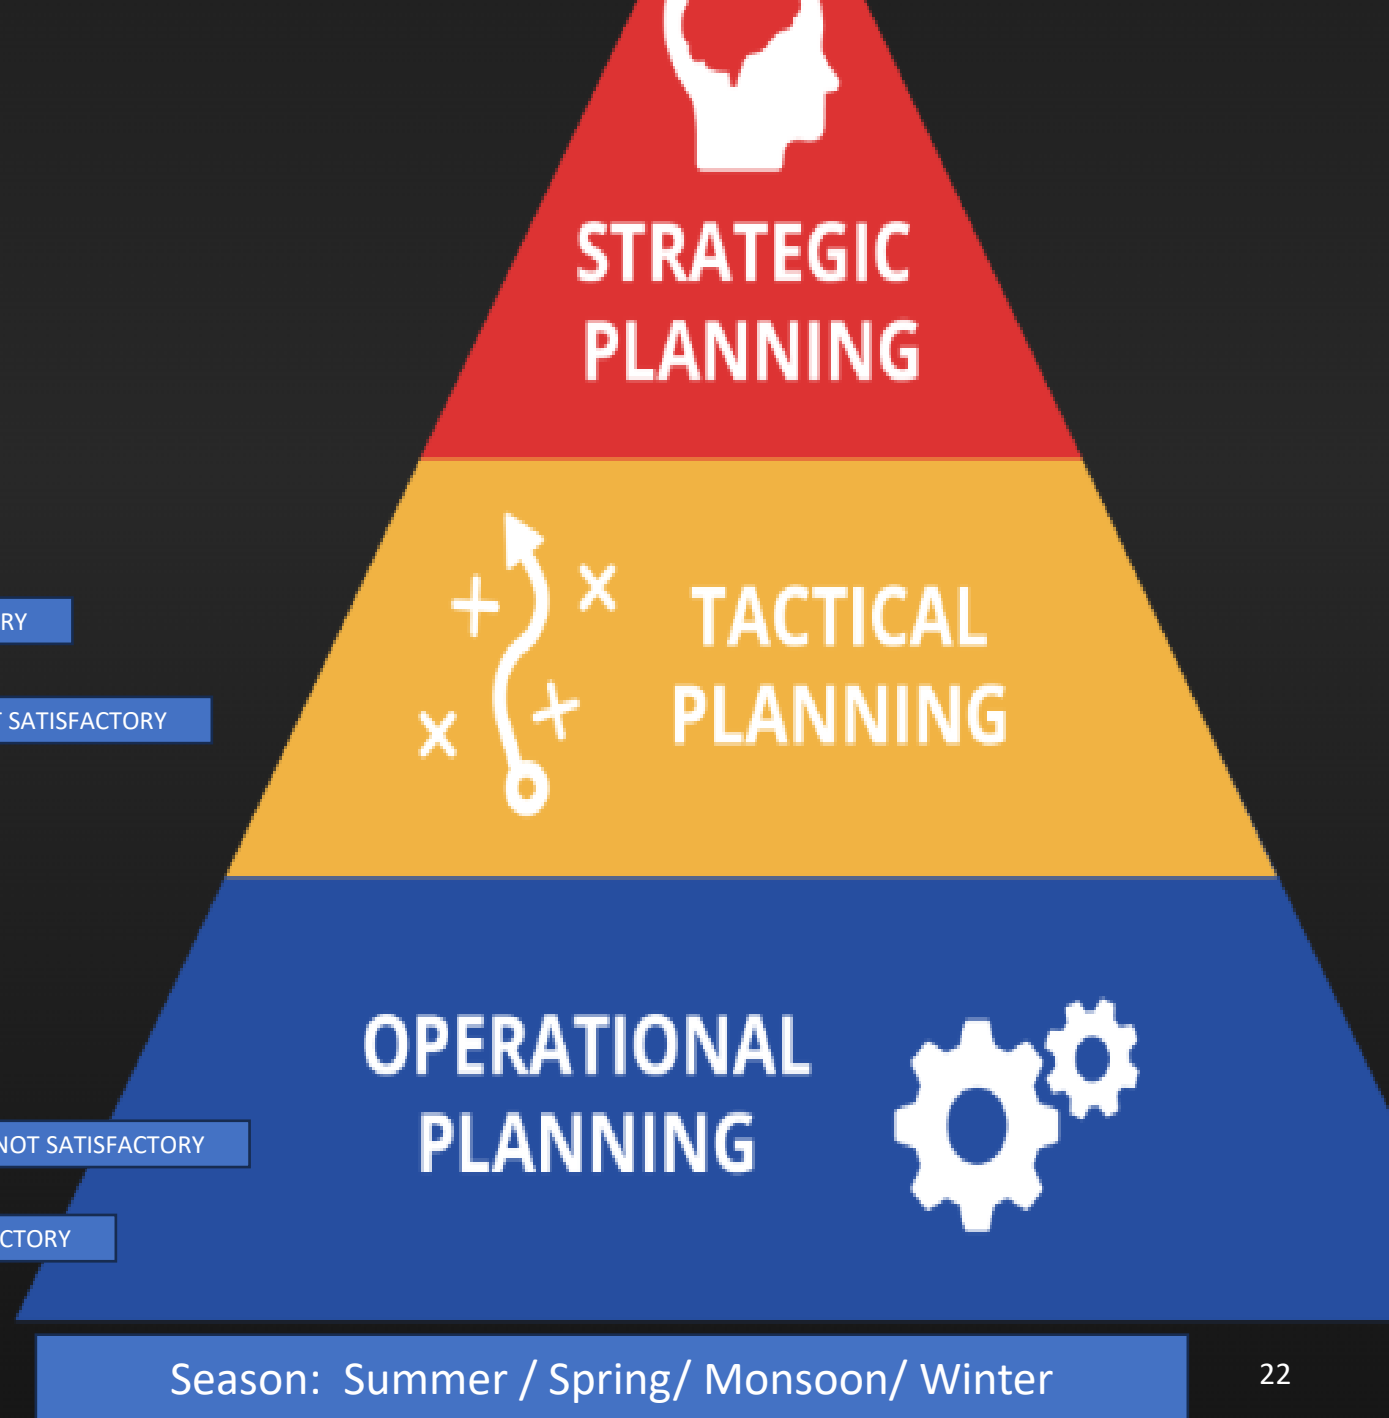 STRATEGIC
PLANNING
RY
SATISFACTORY
TACTICAL
PLANNING
OPERATIONAL
PLANNING
NOT SATISFACTORY
CTORY
Season: Summer / Spring/ Monsoon/ Winter
22